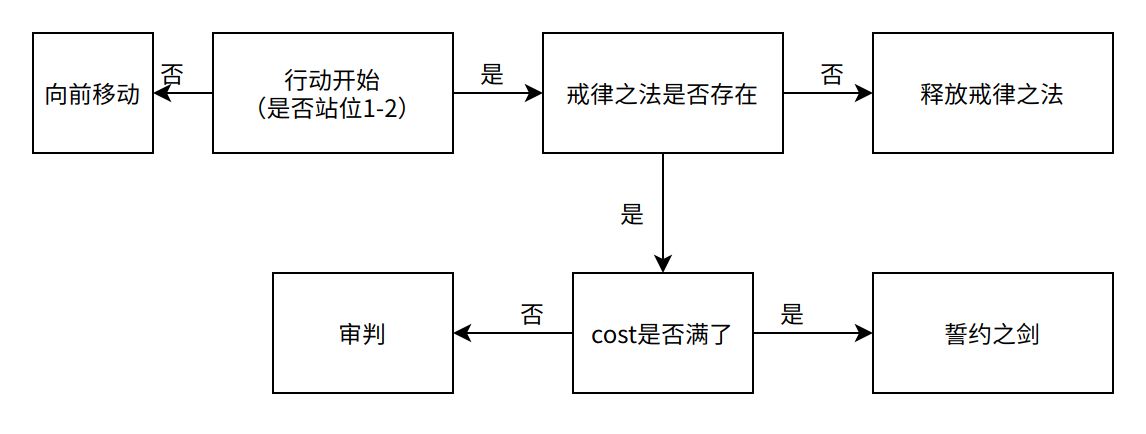 向前移动
否
行动开始
（是否站位1-2）
是
戒律之法是否存在
否
释放戒律之法
是
审判
否
cost是否满了
是
誓约之剑